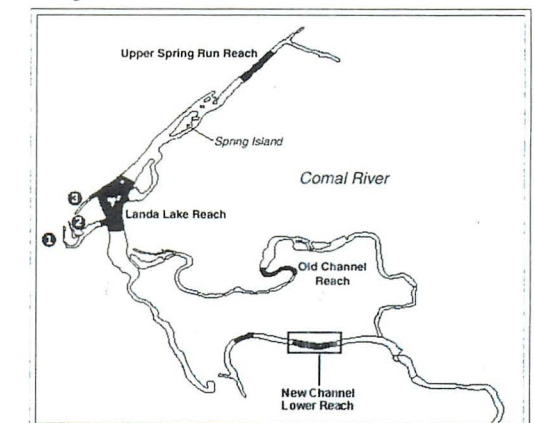 Upper Spring Run Reach
Spring Island
Comal River
3
Landa Lake Reach
2
1
Old Channel
Reach
New Channel
Lower Reach